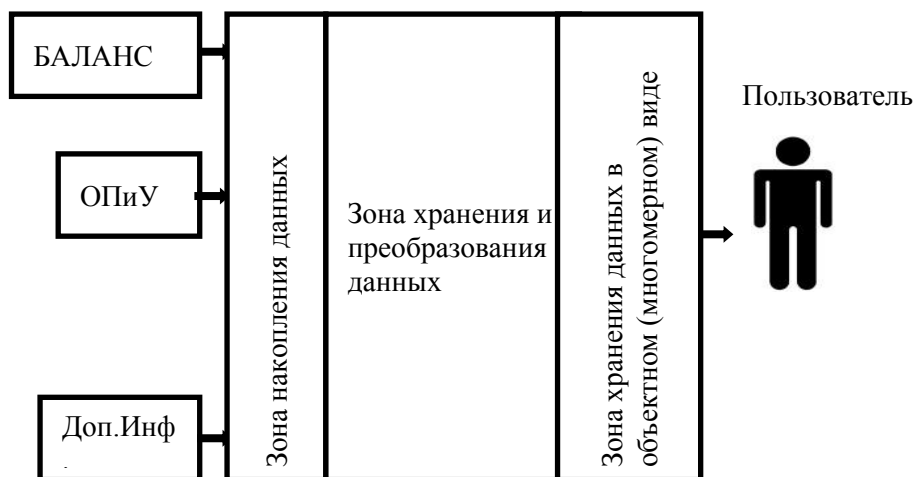 БАЛАНС
ОПиУ
Доп.Инф
.
Зона накопления данных
Зона хранения и
преобразования
данных
Зона хранения данных в
объектном (многомерном) виде
Пользователь